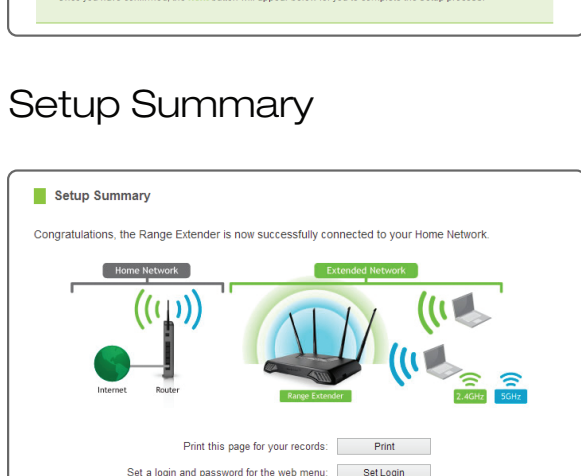 Setup Summary
Setup Summary
Congratulations, the Range Extender is now successfully connected to your Home Network.
Home Network
Extended Network
Internet
Router
Range Extender
2.4GHz
5GHz
Print this page for your records:
Print
Set a login and password for the web menu:
Set Login